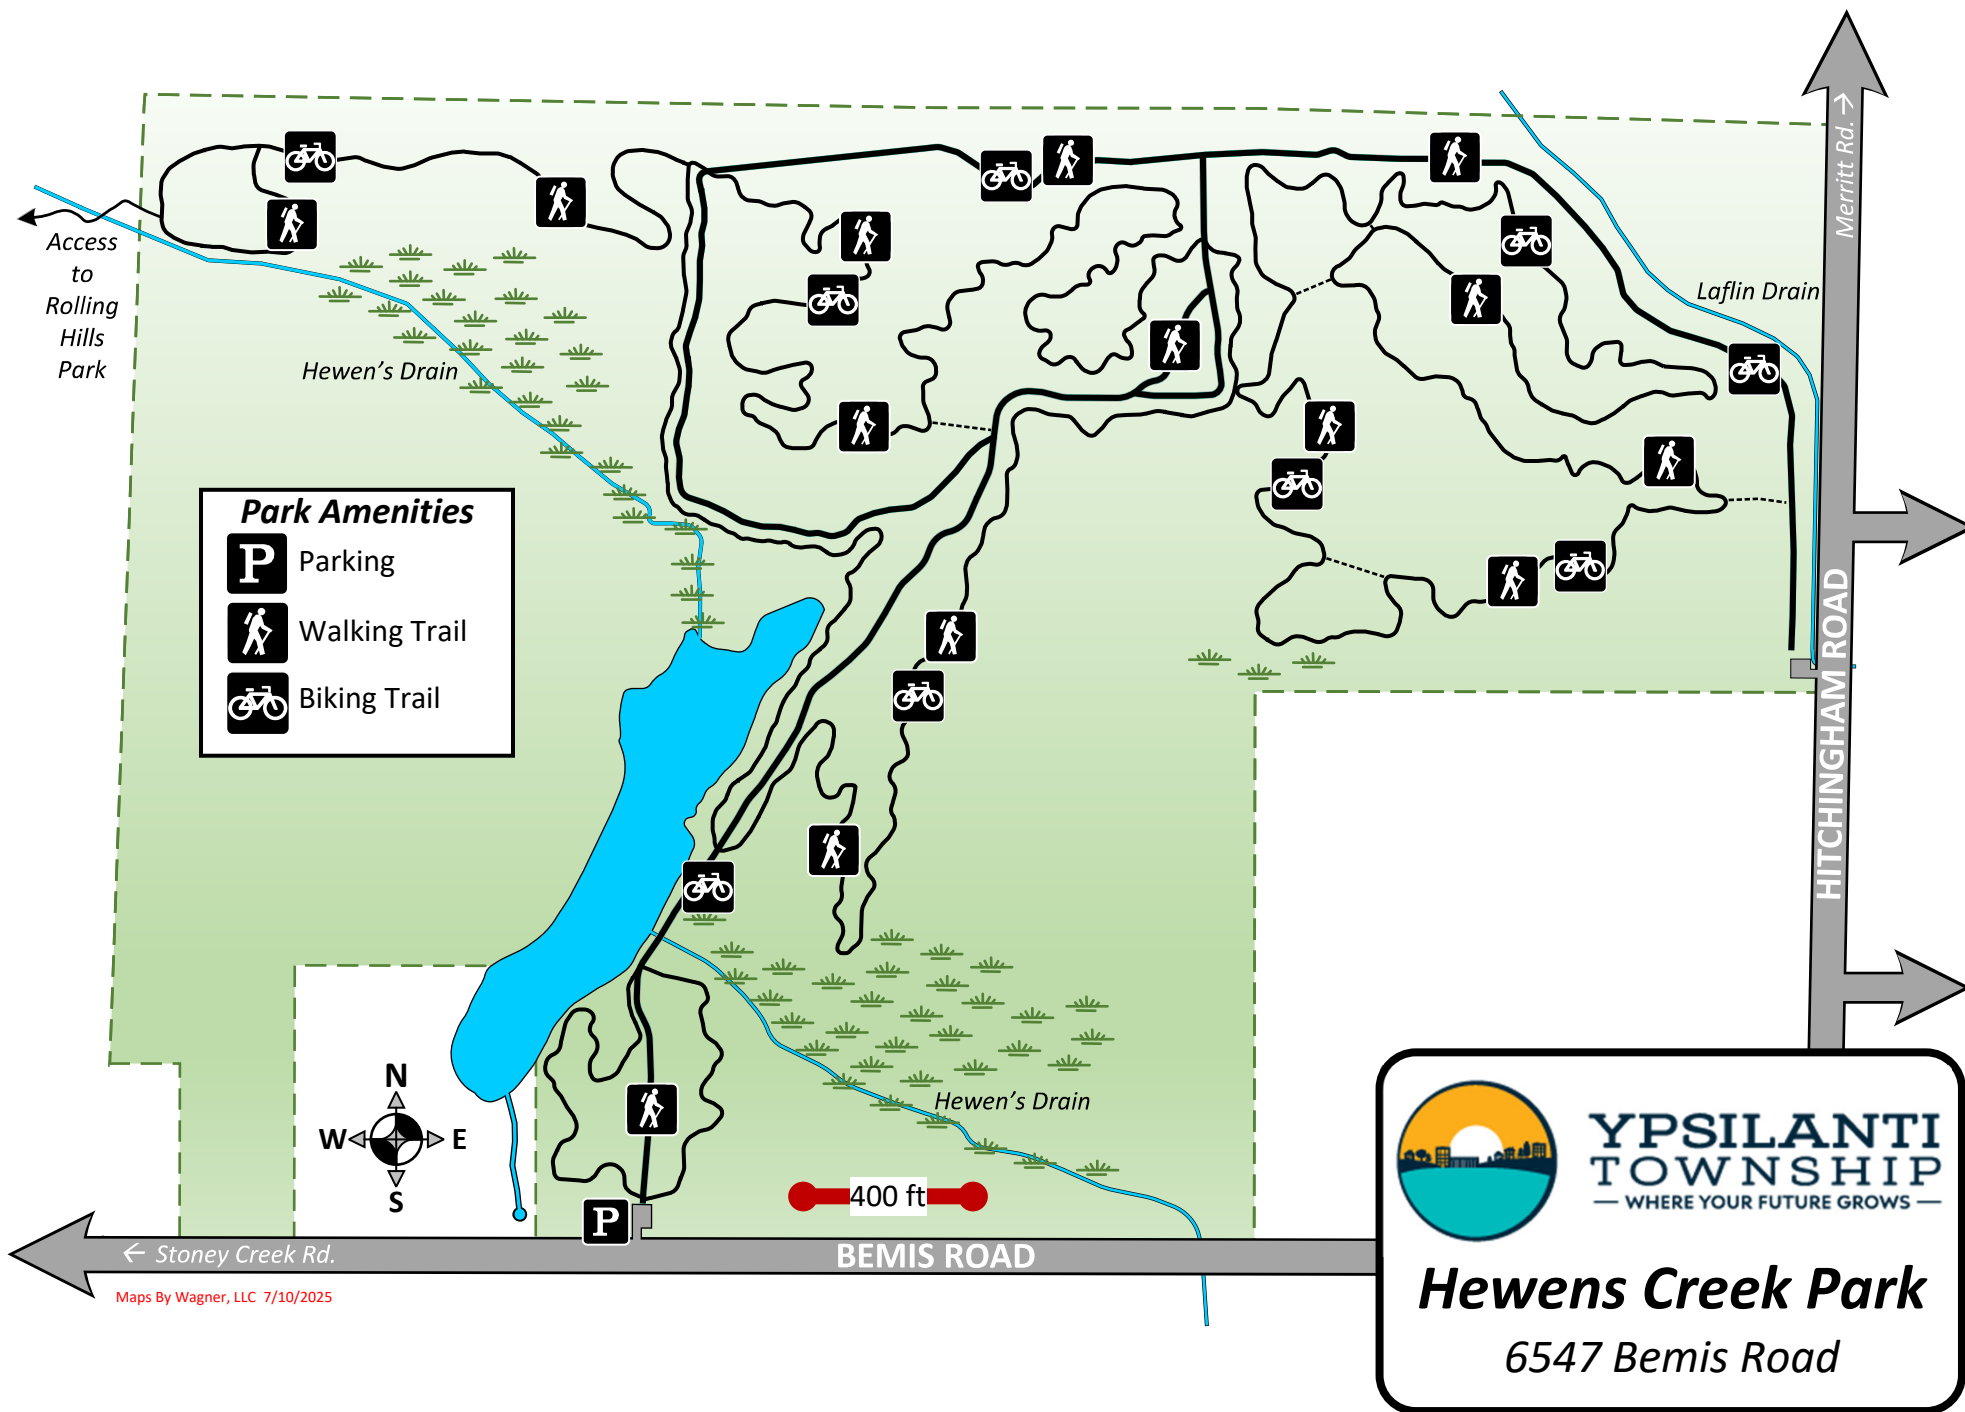 Merritt Rd. →
Access
to
Rolling
Hills
Park
Laflin Drain
Hewen's Drain
Park Amenities
P Parking
Walking Trail
Biking Trail
HITCHINGHAM ROAD
N
W E
S
Hewen's Drain
400 ft
P
← Stoney Creek Rd.
BEMIS ROAD
Maps By Wagner, LLC 7/10/2025
YPSILANTI
TOWNSHIP
— WHERE YOUR FUTURE GROWS —
Hewens Creek Park
6547 Bemis Road